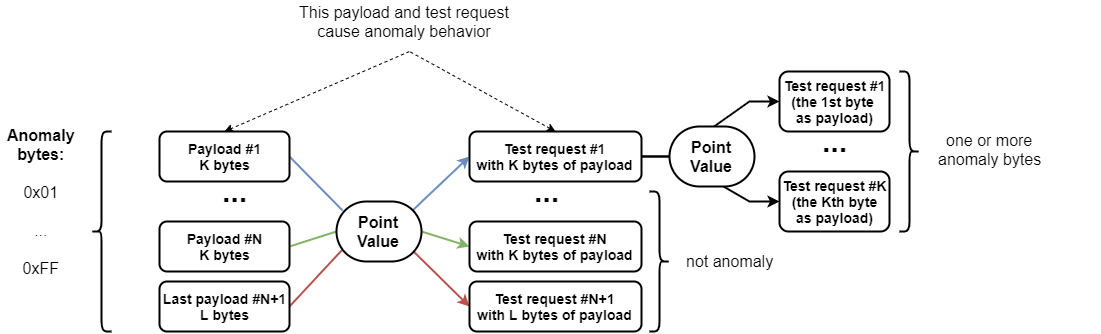 This payload and test request
cause anomaly behavior
Anomaly
bytes:
0x01
...
0xFF
Payload #1
K bytes
...
Payload #N
K bytes
Last payload #N+1
L bytes
Point
Value
Test request #1
with K bytes of payload
...
Test request #N
with K bytes of payload
Test request #N+1
with L bytes of payload
not anomaly
Point
Value
Test request #1
(the 1st byte
as payload)
...
Test request #K
(the Kth byte
as payload)
one or more
anomaly bytes